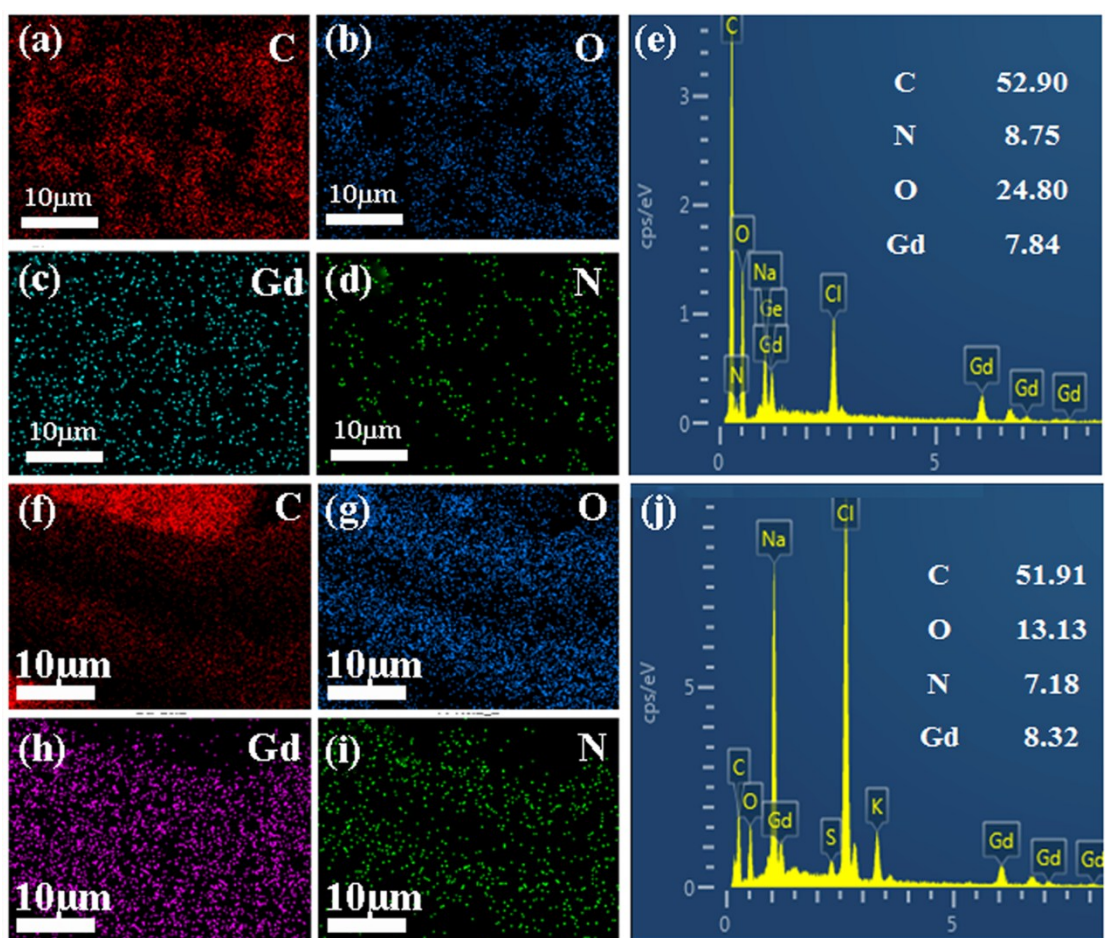 (a) C
10μm
(b) O
10μm
(c) Gd
10μm
(d) N
10μm
(e)
C 52.90
N 8.75
O 24.80
Gd 7.84
cps/eV
3
2
1
0
0 5
C
O
N
Na
Ge
Gd
Cl
Gd
Gd
Gd
(f) C
10μm
(g) O
10μm
(h) Gd
10μm
(i) N
10μm
(j)
C 51.91
O 13.13
N 7.18
Gd 8.32
cps/eV
5
0
0 5
C
O
Na
Gd
S
Cl
K
Gd
Gd
Gd